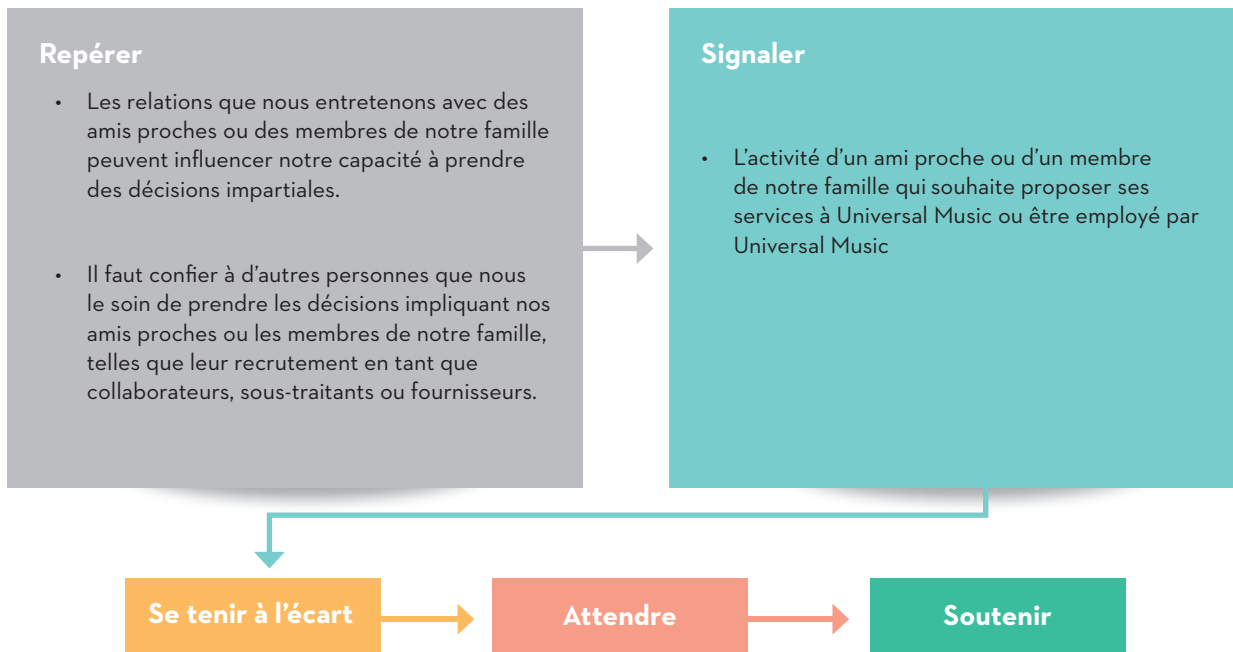 Repérer
• Les relations que nous entretenons avec des
amis proches ou des membres de notre famille
peuvent influencer notre capacité à prendre
des décisions impartiales.
• Il faut confier à d'autres personnes que nous
le soin de prendre les décisions impliquant nos
amis proches ou les membres de notre famille,
telles que leur recrutement en tant que
collaborateurs, sous-traitants ou fournisseurs.
Signaler
• L'activité d'un ami proche ou d'un membre
de notre famille qui souhaite proposer ses
services à Universal Music ou être employé par
Universal Music
Se tenir à l'écart
Attendre
Soutenir